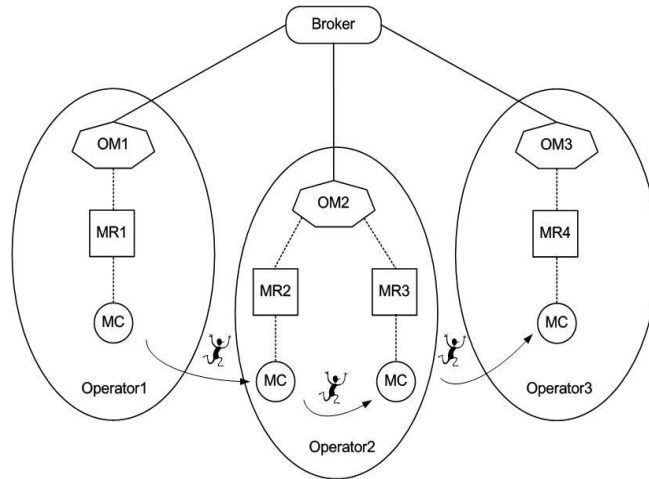 Broker
OM1
OM3
OM2
MR1
MR4
MR2
MR3
MC
MC
MC
MC
Operator1
Operator3
Operator2